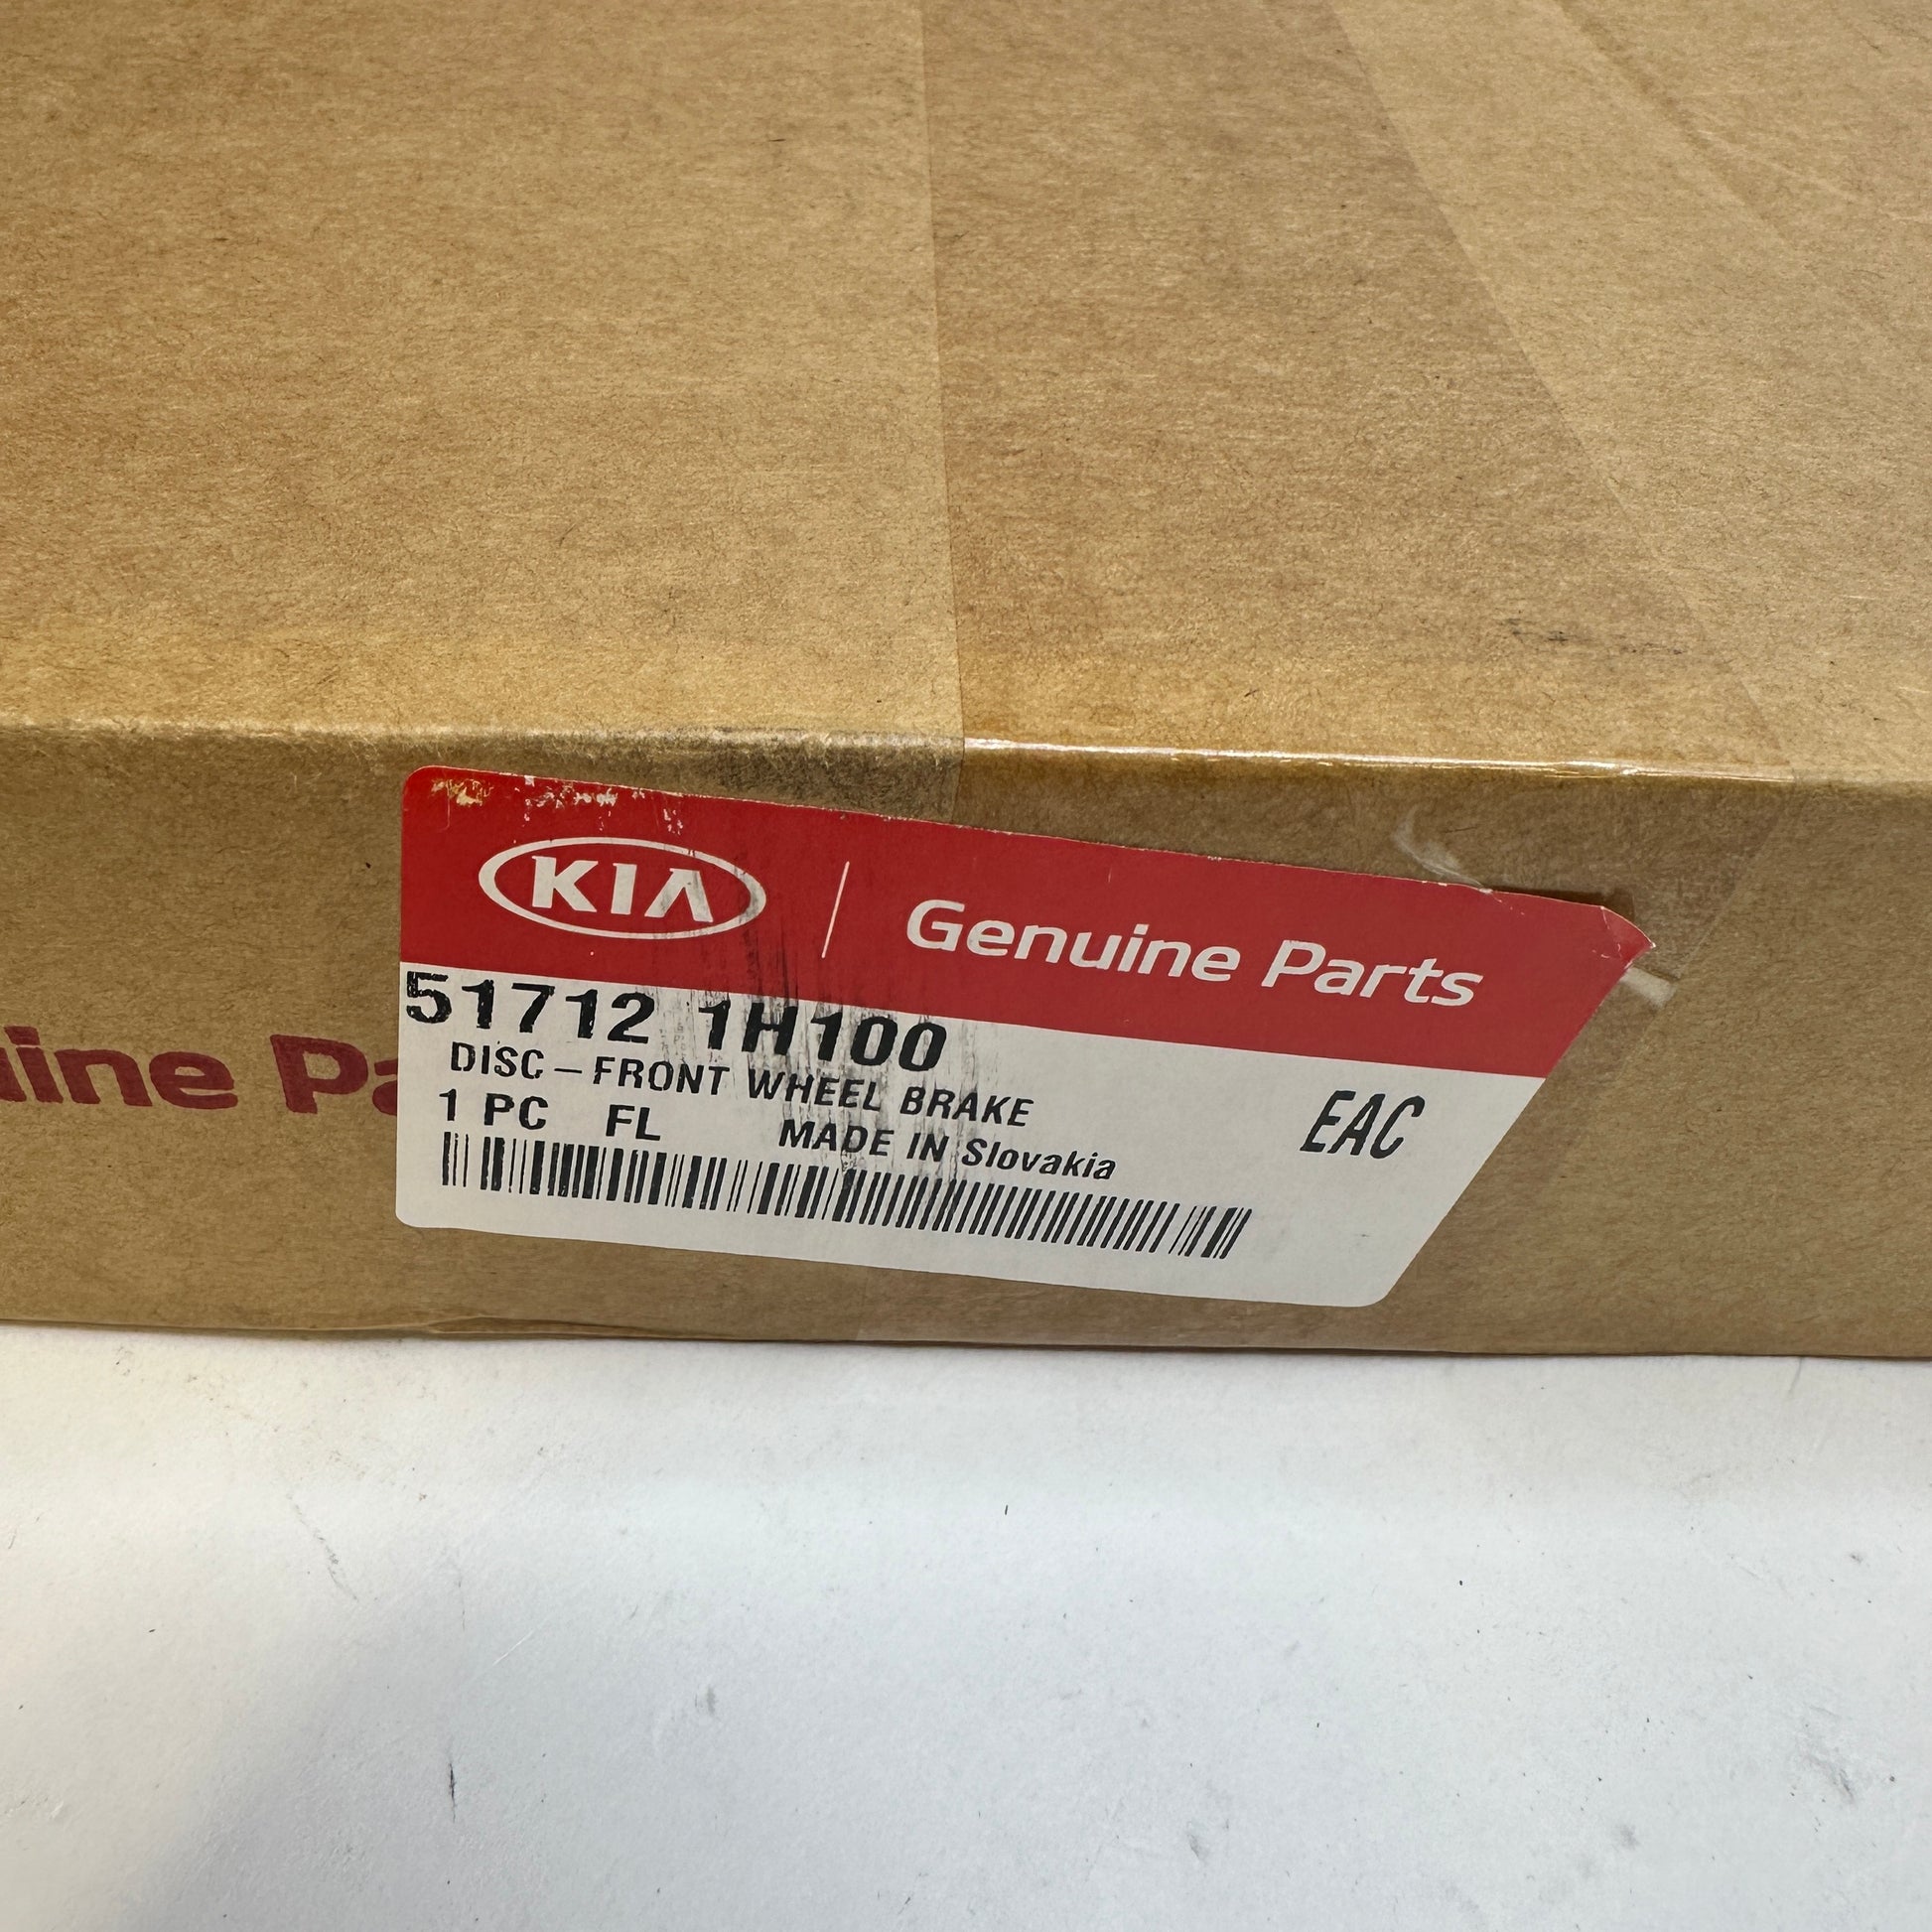 KIA Genuine Parts
51712 1H100
DISC-FRONT WHEEL BRAKE
1 PC FL MADE IN Slovakia
EAC
uine Pa